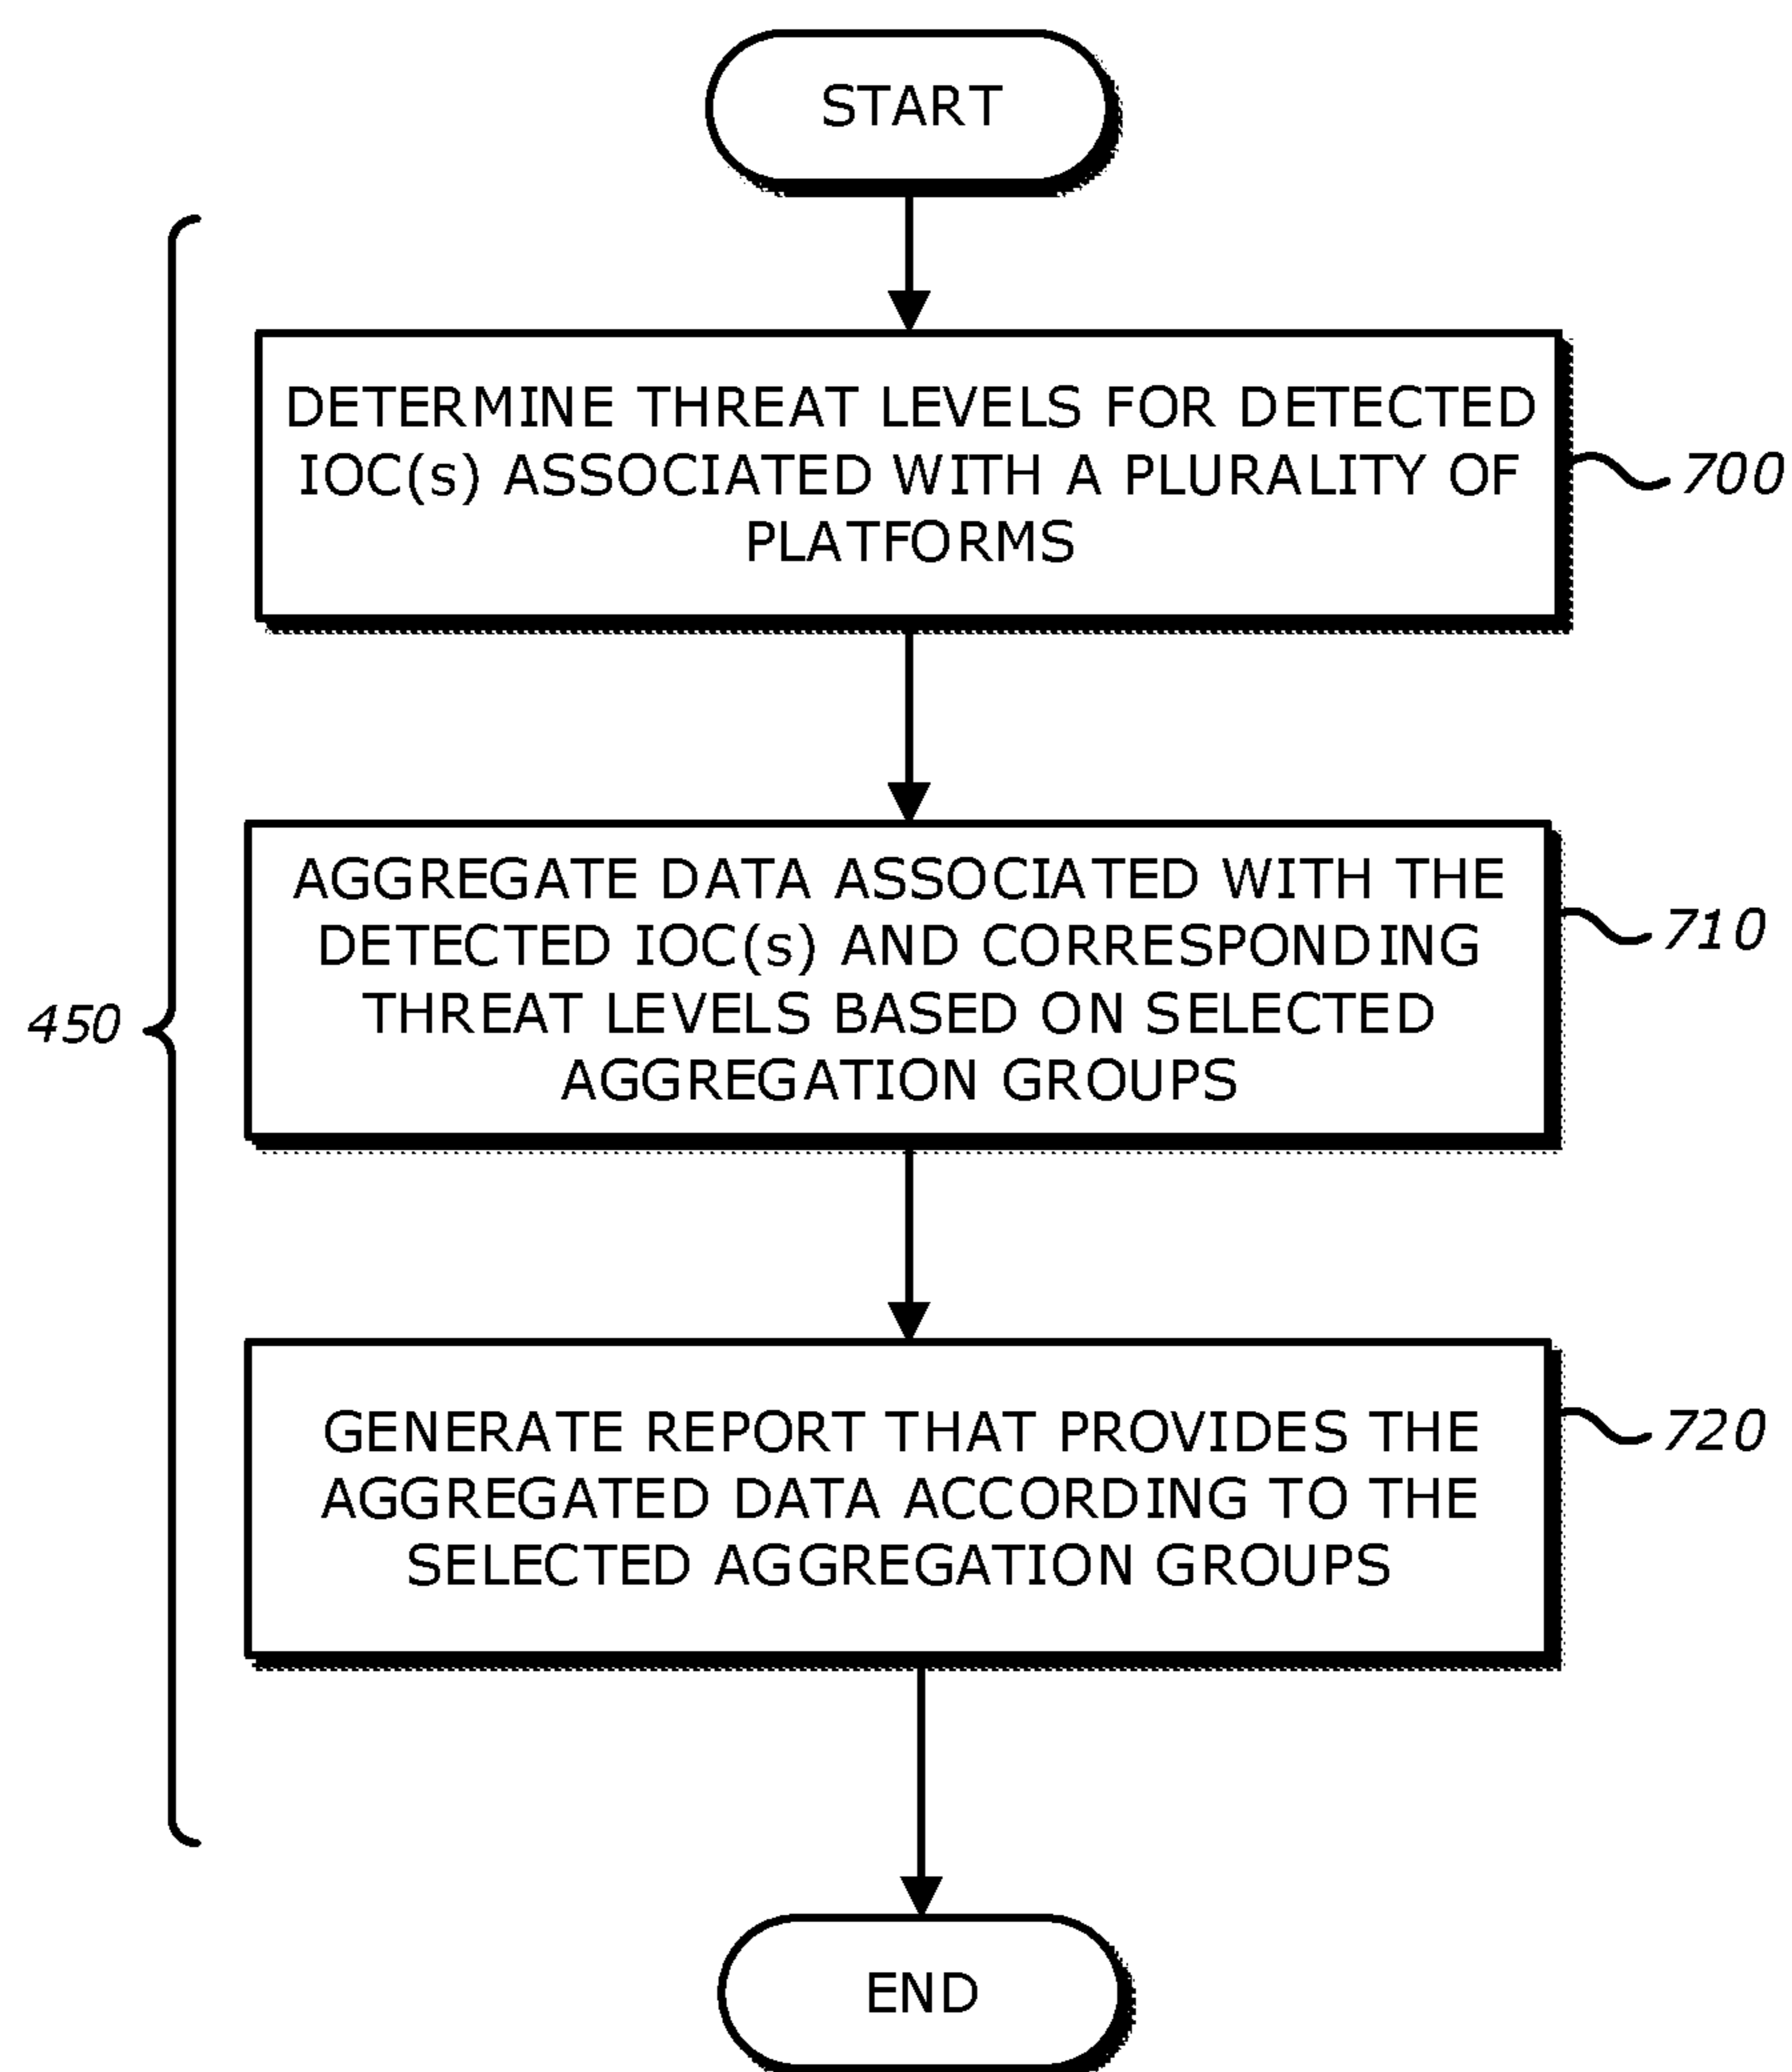 START
DETERMINE THREAT LEVELS FOR DETECTED
IOC(s) ASSOCIATED WITH A PLURALITY OF
PLATFORMS
700
AGGREGATE DATA ASSOCIATED WITH THE
DETECTED IOC(s) AND CORRESPONDING
THREAT LEVELS BASED ON SELECTED
AGGREGATION GROUPS
710
450
GENERATE REPORT THAT PROVIDES THE
AGGREGATED DATA ACCORDING TO THE
SELECTED AGGREGATION GROUPS
720
END